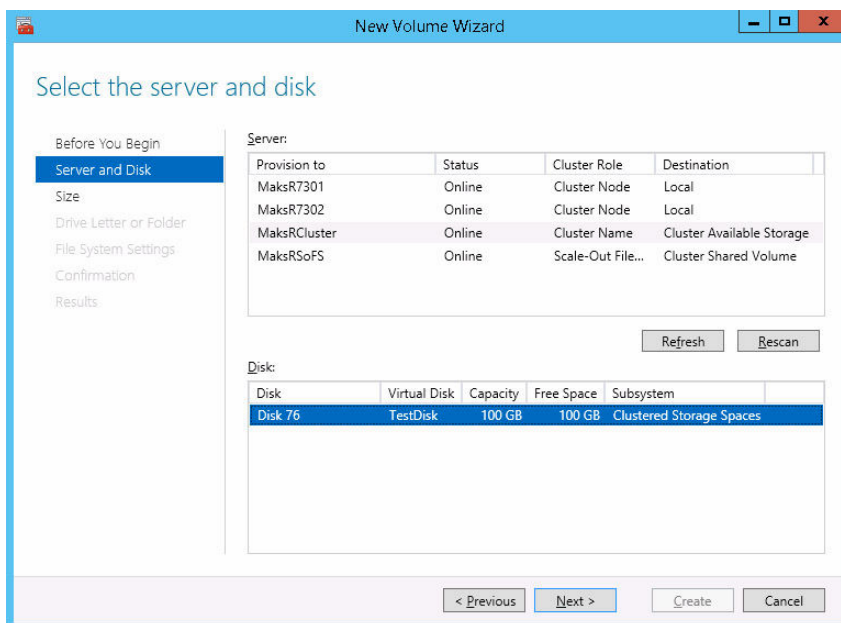 New Volume Wizard
Select the server and disk
Before You Begin
Server and Disk
Size
Drive Letter or Folder
File System Settings
Confirmation
Results
Server:
Provision to Status Cluster Role Destination
MaksR7301 Online Cluster Node Local
MaksR7302 Online Cluster Node Local
MaksRCluster Online Cluster Name Cluster Available Storage
MaksRSoFS Online Scale-Out File... Cluster Shared Volume
Refresh Rescan
Disk:
Disk Virtual Disk Capacity Free Space Subsystem
Disk 76 TestDisk 100 GB 100 GB Clustered Storage Spaces
< Previous Next > Create Cancel